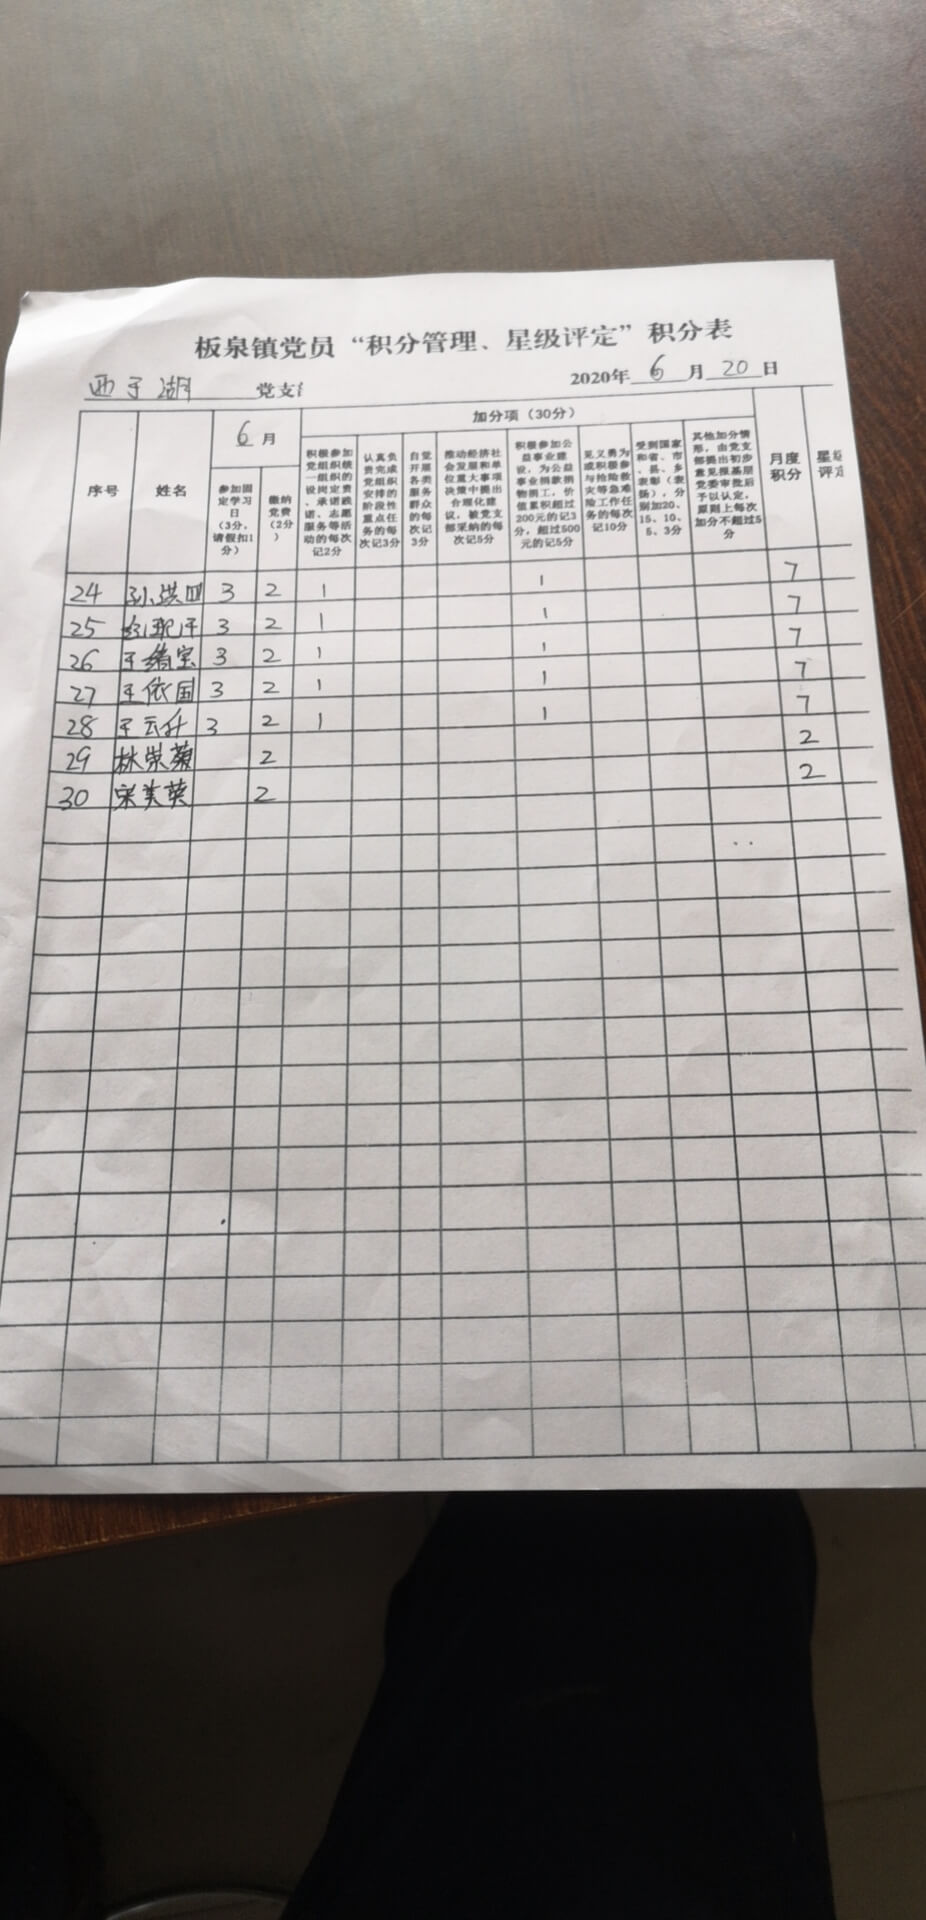 板泉镇党员“积分管理、星级评定”积分表
西于湖 党支
2020年 6 月 20 日
序号 姓名 6 月 加分项（30分） 月度积分 星级评定
参加固定学习日（3分，请假扣1分）
缴纳党费（2分）
积极参加党组织统一组织的设岗定责、承诺践诺、志愿服务等活动的每次记2分
认真负责完成党组织安排的阶段性重点任务的每次记3分
自觉开展各类服务群众的每次记3分
推动经济社会发展和单位重大事项决策中提出合理化建议，被党支部采纳的每次记5分
积极参加公益事业建设，为公益事业捐款捐物捐工，价值累积超过200元的记3分，超过500元的记5分
见义勇为或积极参与抢险救灾等急难险工作任务的每次记10分
受到国家和省、市、县、乡表彰（表扬），分别加20、15、10、5、3分
其他加分情形，由党支部提出初步意见报基层党委审批后予以认定，原则上每次加分不超过5分
24 孙洪四 3 2 1 1 7
25 3 2 1 1 7
26 王绪宝 3 2 1 1 7
27 王依国 3 2 1 1 7
28 王云升 3 2 1 1 7
29 林崇菊 2 2
30 宋美英 2 2